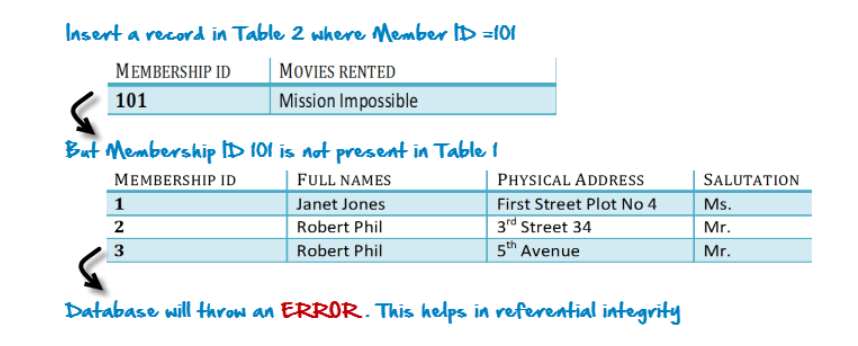 Insert a record in Table 2 where Member ID =101
MEMBERSHIP ID MOVIES RENTED
101 Mission Impossible
But Membership ID 101 is not present in Table 1
MEMBERSHIP ID FULL NAMES PHYSICAL ADDRESS SALUTATION
1 Janet Jones First Street Plot No 4 Ms.
2 Robert Phil 3rd Street 34 Mr.
3 Robert Phil 5th Avenue Mr.
Database will throw an ERROR. This helps in referential integrity